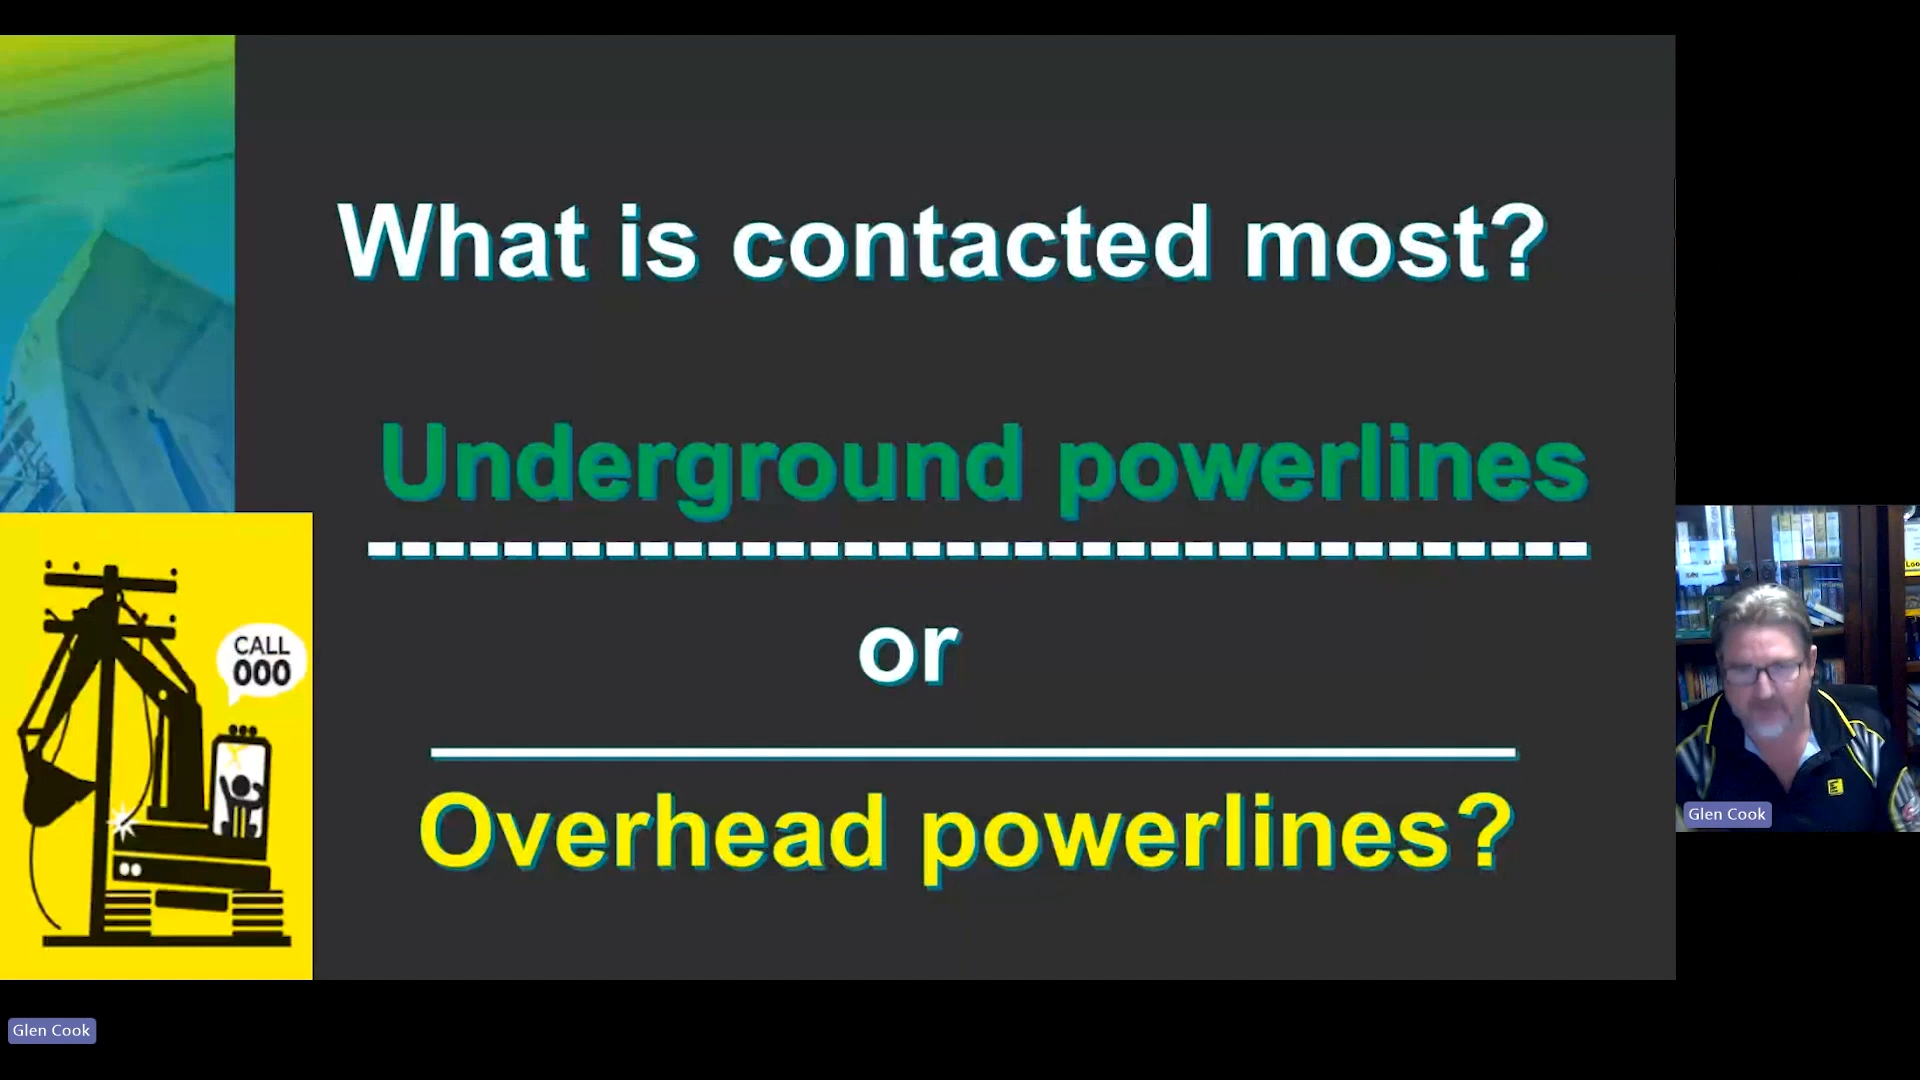 What is contacted most?
Underground powerlines
or
Overhead powerlines?
CALL
000
Glen Cook
Glen Cook